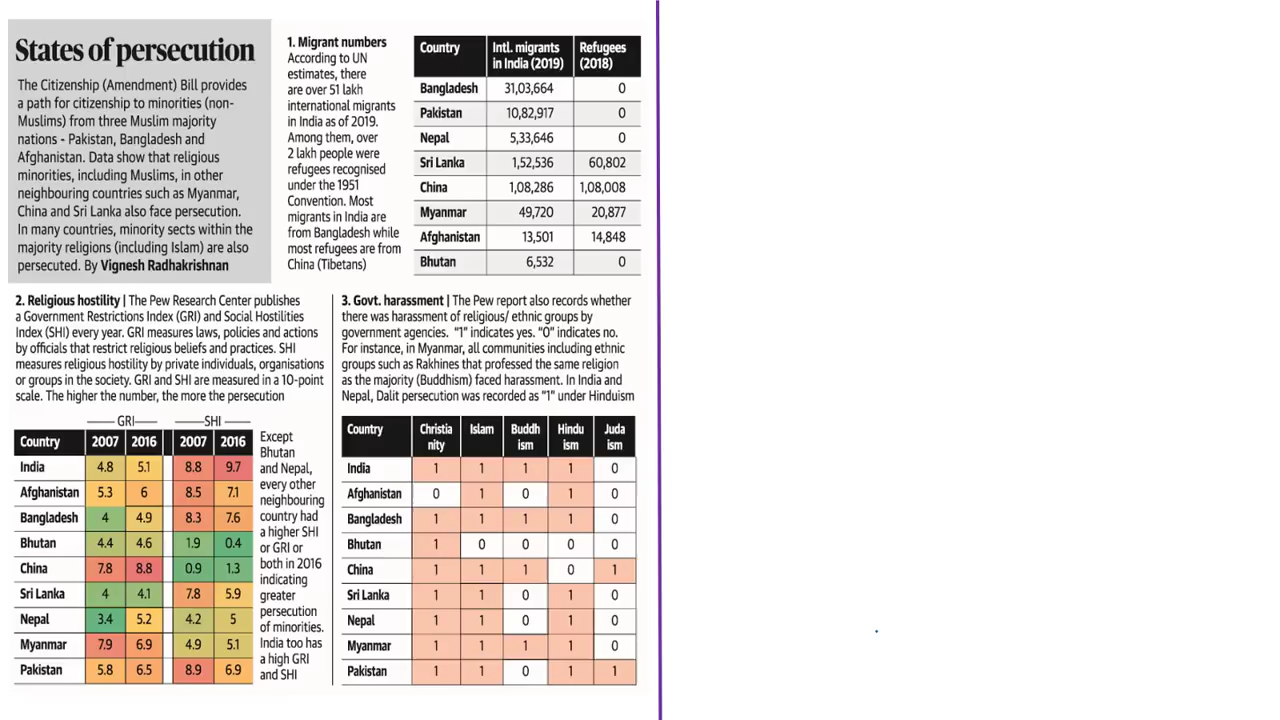 States of persecution
The Citizenship (Amendment) Bill provides
a path for citizenship to minorities (non-
Muslims) from three Muslim majority
nations - Pakistan, Bangladesh and
Afghanistan. Data show that religious
minorities, including Muslims, in other
neighbouring countries such as Myanmar,
China and Sri Lanka also face persecution.
In many countries, minority sects within the
majority religions (including Islam) are also
persecuted. By Vignesh Radhakrishnan
1. Migrant numbers
According to UN
estimates, there
are over 51 lakh
international migrants
in India as of 2019.
Among them, over
2 lakh people were
refugees recognised
under the 1951
Convention. Most
migrants in India are
from Bangladesh while
most refugees are from
China (Tibetans)
Country Intl. migrants in India (2019) Refugees (2018)
Bangladesh 31,03,664 0
Pakistan 10,82,917 0
Nepal 5,33,646 0
Sri Lanka 1,52,536 60,802
China 1,08,286 1,08,008
Myanmar 49,720 20,877
Afghanistan 13,501 14,848
Bhutan 6,532 0
2. Religious hostility | The Pew Research Center publishes
a Government Restrictions Index (GRI) and Social Hostilities
Index (SHI) every year. GRI measures laws, policies and actions
by officials that restrict religious beliefs and practices. SHI
measures religious hostility by private individuals, organisations
or groups in the society. GRI and SHI are measured in a 10-point
scale. The higher the number, the more the persecution
GRI SHI
Country 2007 2016 2007 2016
India 4.8 5.1 8.8 9.7
Afghanistan 5.3 6 8.5 7.1
Bangladesh 4 4.9 8.3 7.6
Bhutan 4.4 4.6 1.9 0.4
China 7.8 8.8 0.9 1.3
Sri Lanka 4 4.1 7.8 5.9
Nepal 3.4 5.2 4.2 5
Myanmar 7.9 6.9 4.9 5.1
Pakistan 5.8 6.5 8.9 6.9
Except
Bhutan
and Nepal,
every other
neighbouring
country had
a higher SHI
or GRI or
both in 2016
indicating
greater
persecution
of minorities.
India too has
a high GRI
and SHI
3. Govt. harassment | The Pew report also records whether
there was harassment of religious/ ethnic groups by
government agencies. "1" indicates yes. "0" indicates no.
For instance, in Myanmar, all communities including ethnic
groups such as Rakhines that professed the same religion
as the majority (Buddhism) faced harassment. In India and
Nepal, Dalit persecution was recorded as "1" under Hinduism
Country Christia nity Islam Buddh ism Hindu ism Juda ism
India 1 1 1 1 0
Afghanistan 0 1 0 1 0
Bangladesh 1 1 1 1 0
Bhutan 1 0 0 0 0
China 1 1 1 0 1
Sri Lanka 1 1 0 1 0
Nepal 1 1 0 1 0
Myanmar 1 1 1 1 0
Pakistan 1 1 0 1 1